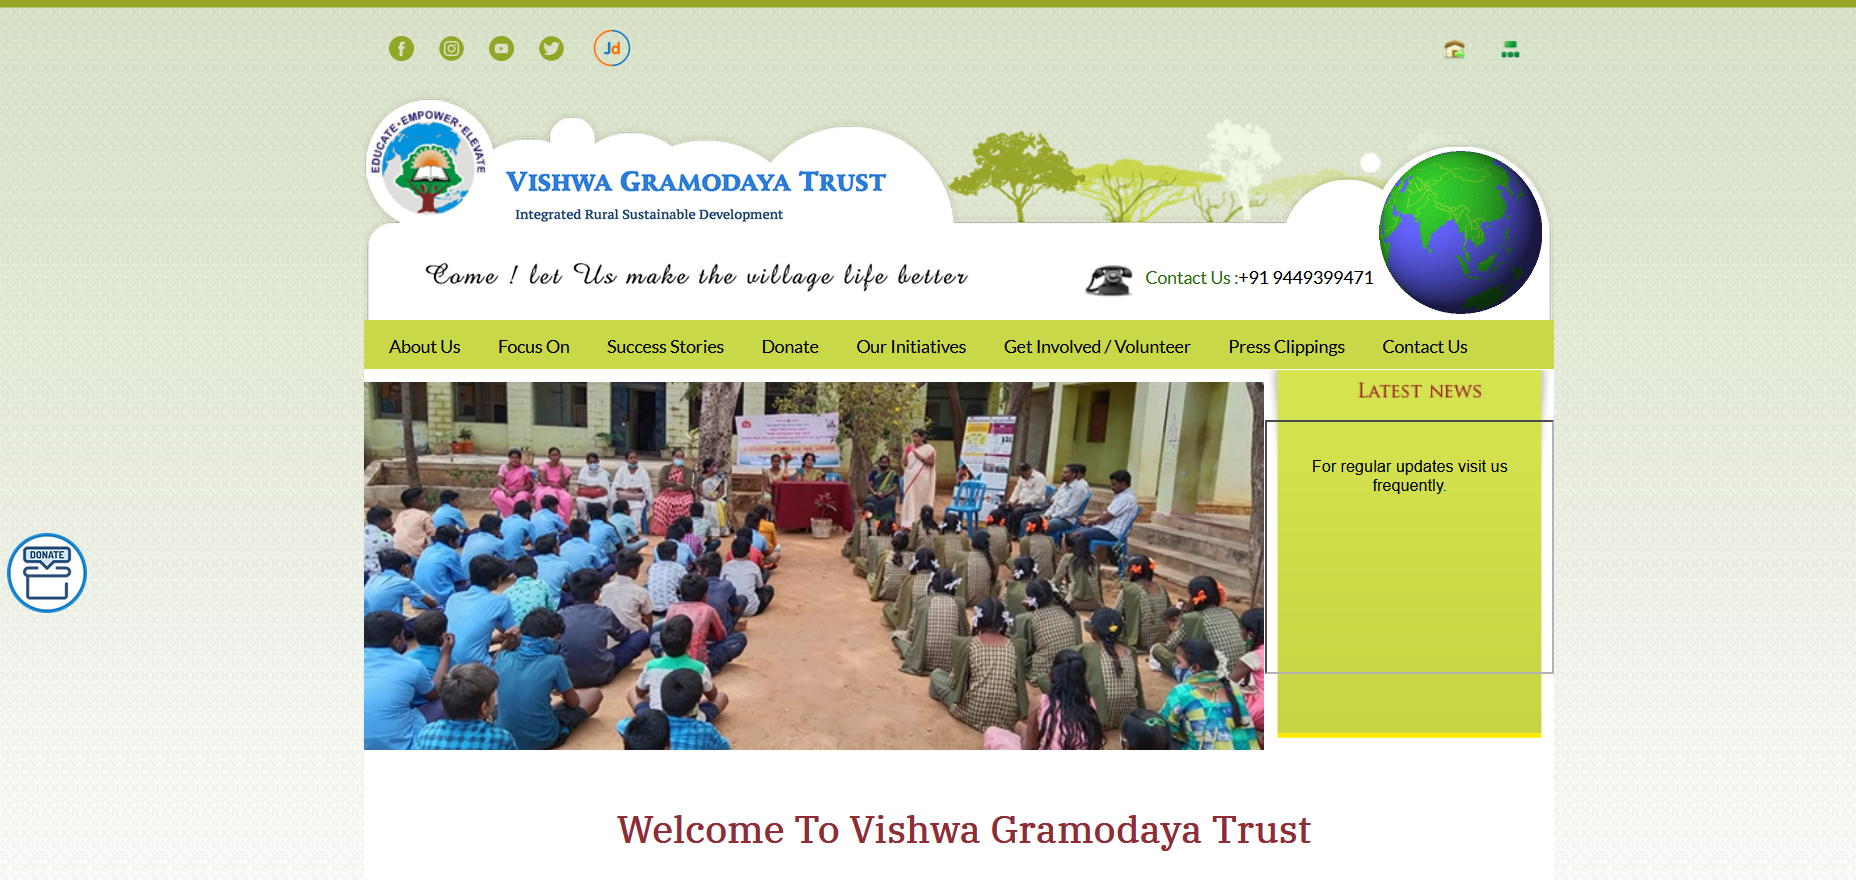 Jd
EDUCATE • EMPOWER • ELEVATE
Vishwa Gramodaya Trust
Integrated Rural Sustainable Development
Come ! let Us make the village life better
Contact Us :+91 9449399471
About Us Focus On Success Stories Donate Our Initiatives Get Involved / Volunteer Press Clippings Contact Us
Latest news
For regular updates visit us
frequently.
DONATE
Welcome To Vishwa Gramodaya Trust